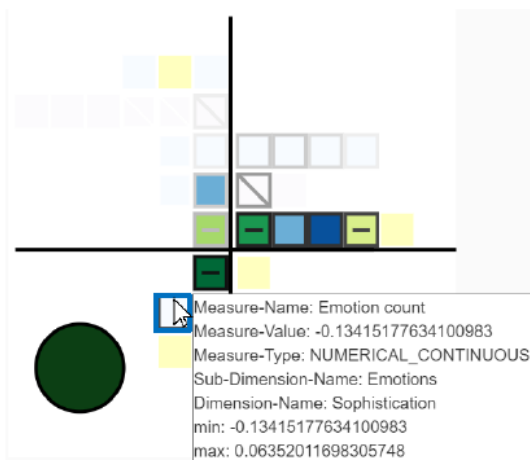 Measure-Name: Emotion count
Measure-Value: -0.13415177634100983
Measure-Type: NUMERICAL_CONTINUOUS
Sub-Dimension-Name: Emotions
Dimension-Name: Sophistication
min: -0.13415177634100983
max: 0.06352011698305748